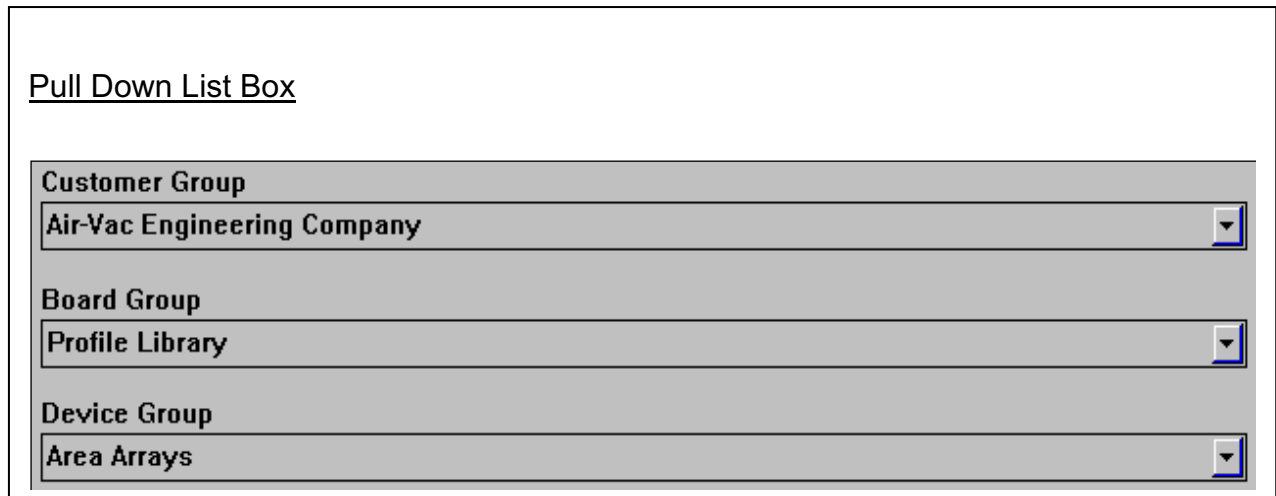 Pull Down List Box
Customer Group
Air-Vac Engineering Company
Board Group
Profile Library
Device Group
Area Arrays